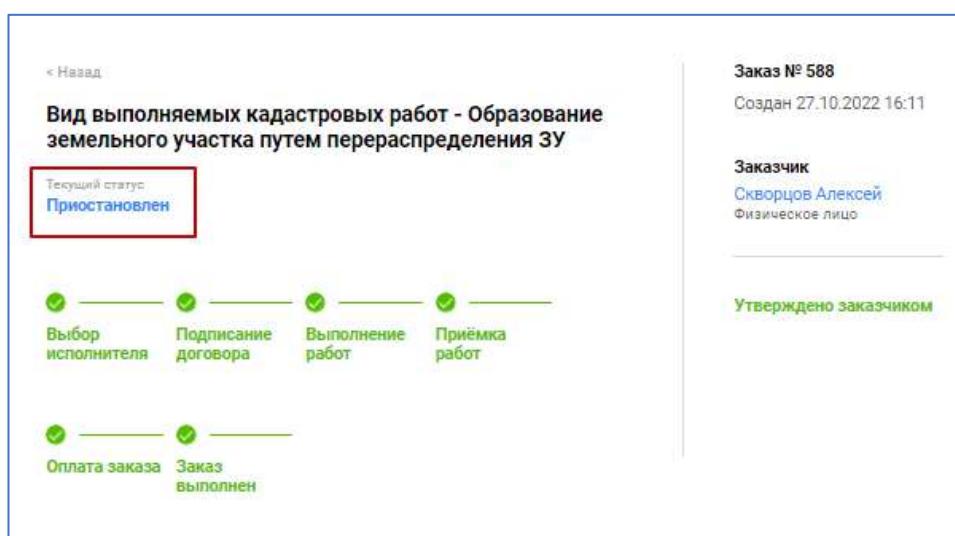 < Назад
Вид выполняемых кадастровых работ - Образование
земельного участка путем перераспределения ЗУ
Текущий статус
Приостановлен
Выбор
исполнителя
Подписание
договора
Выполнение
работ
Приёмка
работ
Оплата заказа
Заказ
выполнен
Заказ № 588
Создан 27.10.2022 16:11
Заказчик
Скворцов Алексей
Физическое лицо
Утверждено заказчиком